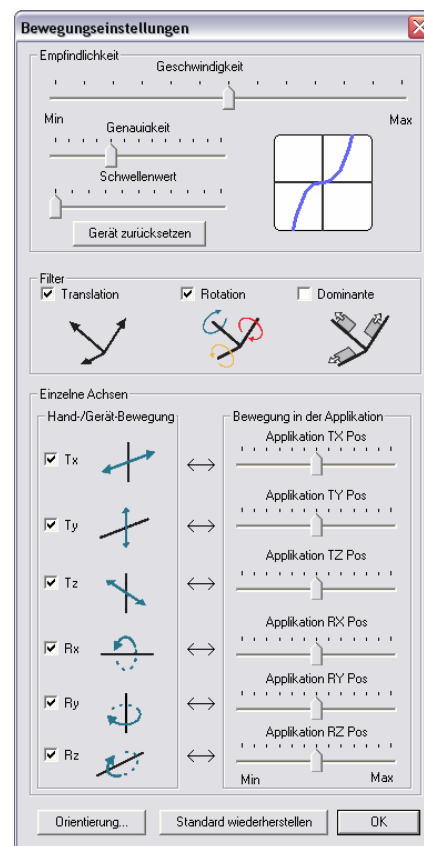 Bewegungseinstellungen
Empfindlichkeit
Geschwindigkeit
Min Max
Genauigkeit
Schwellenwert
Gerät zurücksetzen
Filter
Translation Rotation Dominante
Einzelne Achsen
Hand-/Gerät-Bewegung Bewegung in der Applikation
Applikation TX Pos
Tx
Applikation TY Pos
Ty
Applikation TZ Pos
Tz
Applikation RX Pos
Rx
Applikation RY Pos
Ry
Applikation RZ Pos
Rz
Min Max
Orientierung... Standard wiederherstellen OK